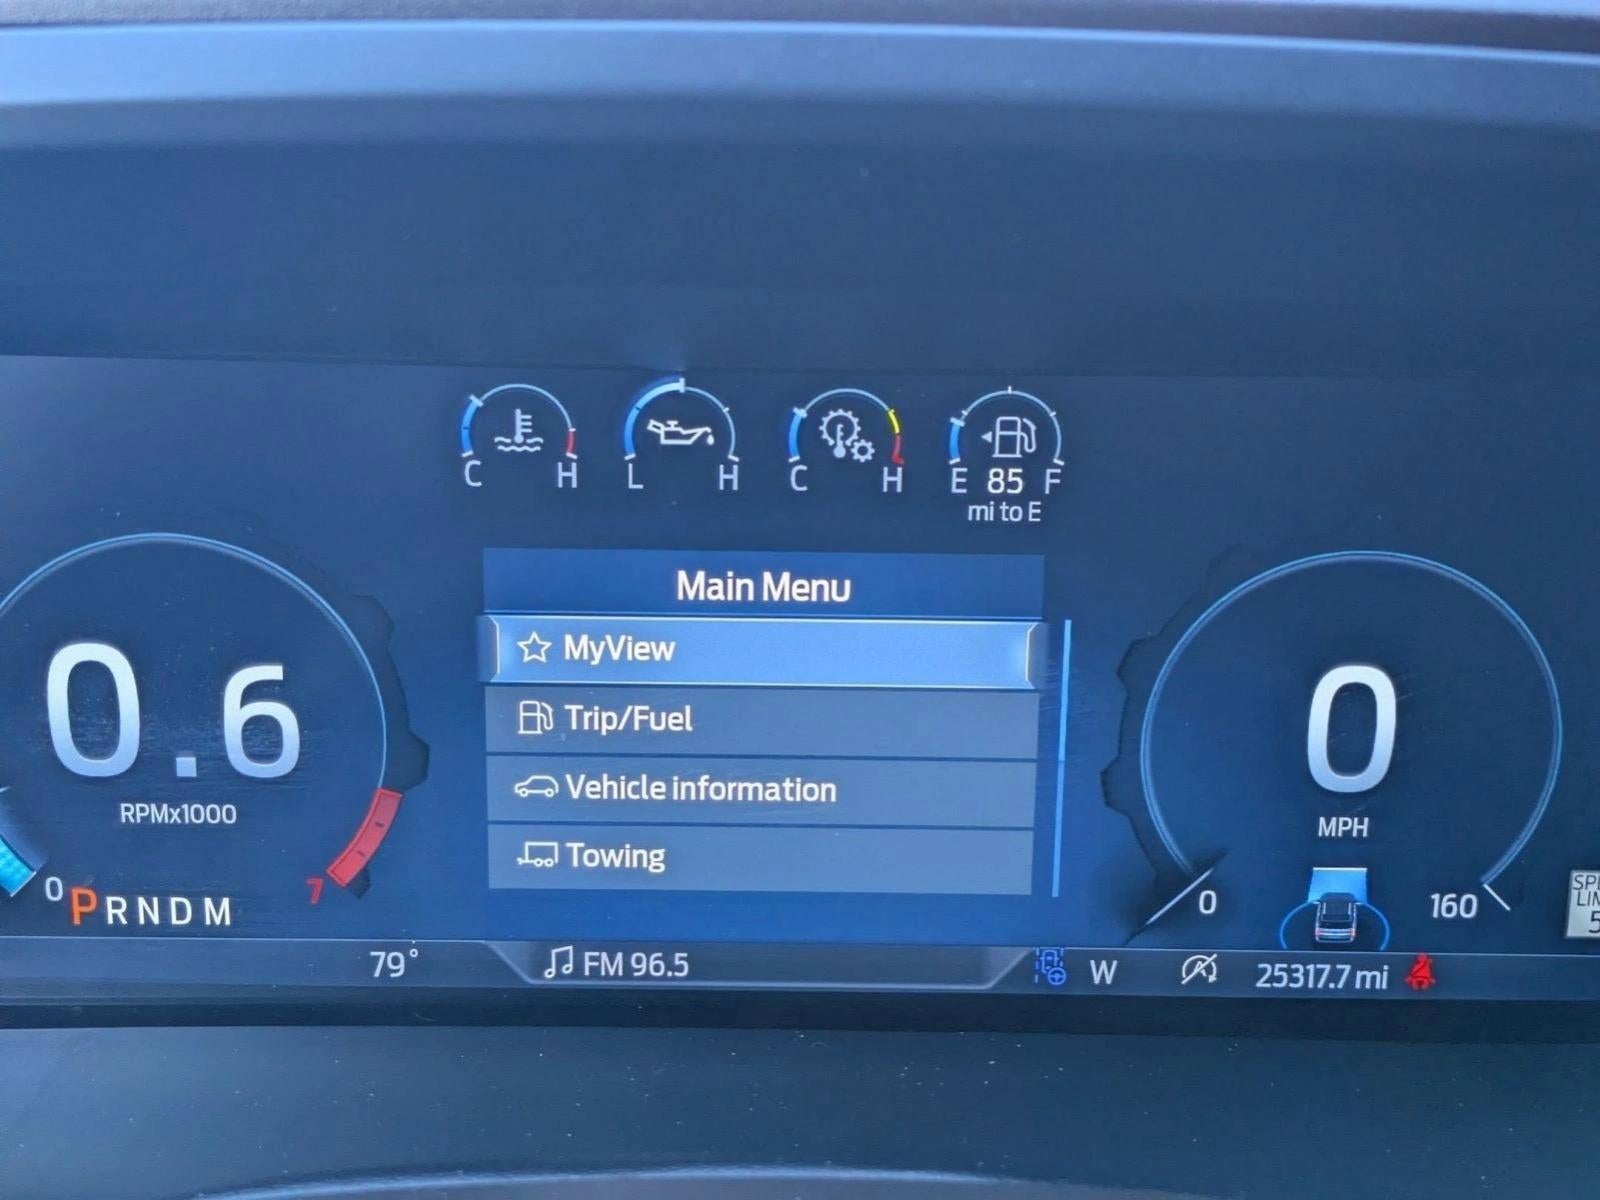 C H
L H
C H
E 85 F
mi to E
Main Menu
MyView
Trip/Fuel
Vehicle information
Towing
0.6
RPMx1000
0
7
P R N D M
0
MPH
0
160
79°
FM 96.5
W
25317.7 mi